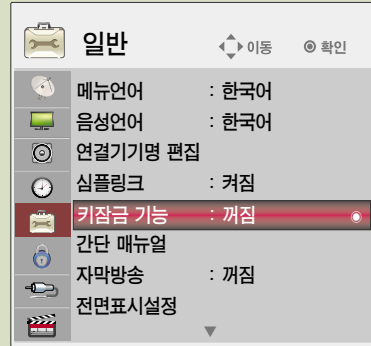 일반 이동 ◉ 확인
메뉴언어 : 한국어
음성언어 : 한국어
연결기기명 편집
심플링크 : 켜짐
키잠금 기능 : 꺼짐 ◉
간단 매뉴얼
자막방송 : 꺼짐
전면표시설정
▼